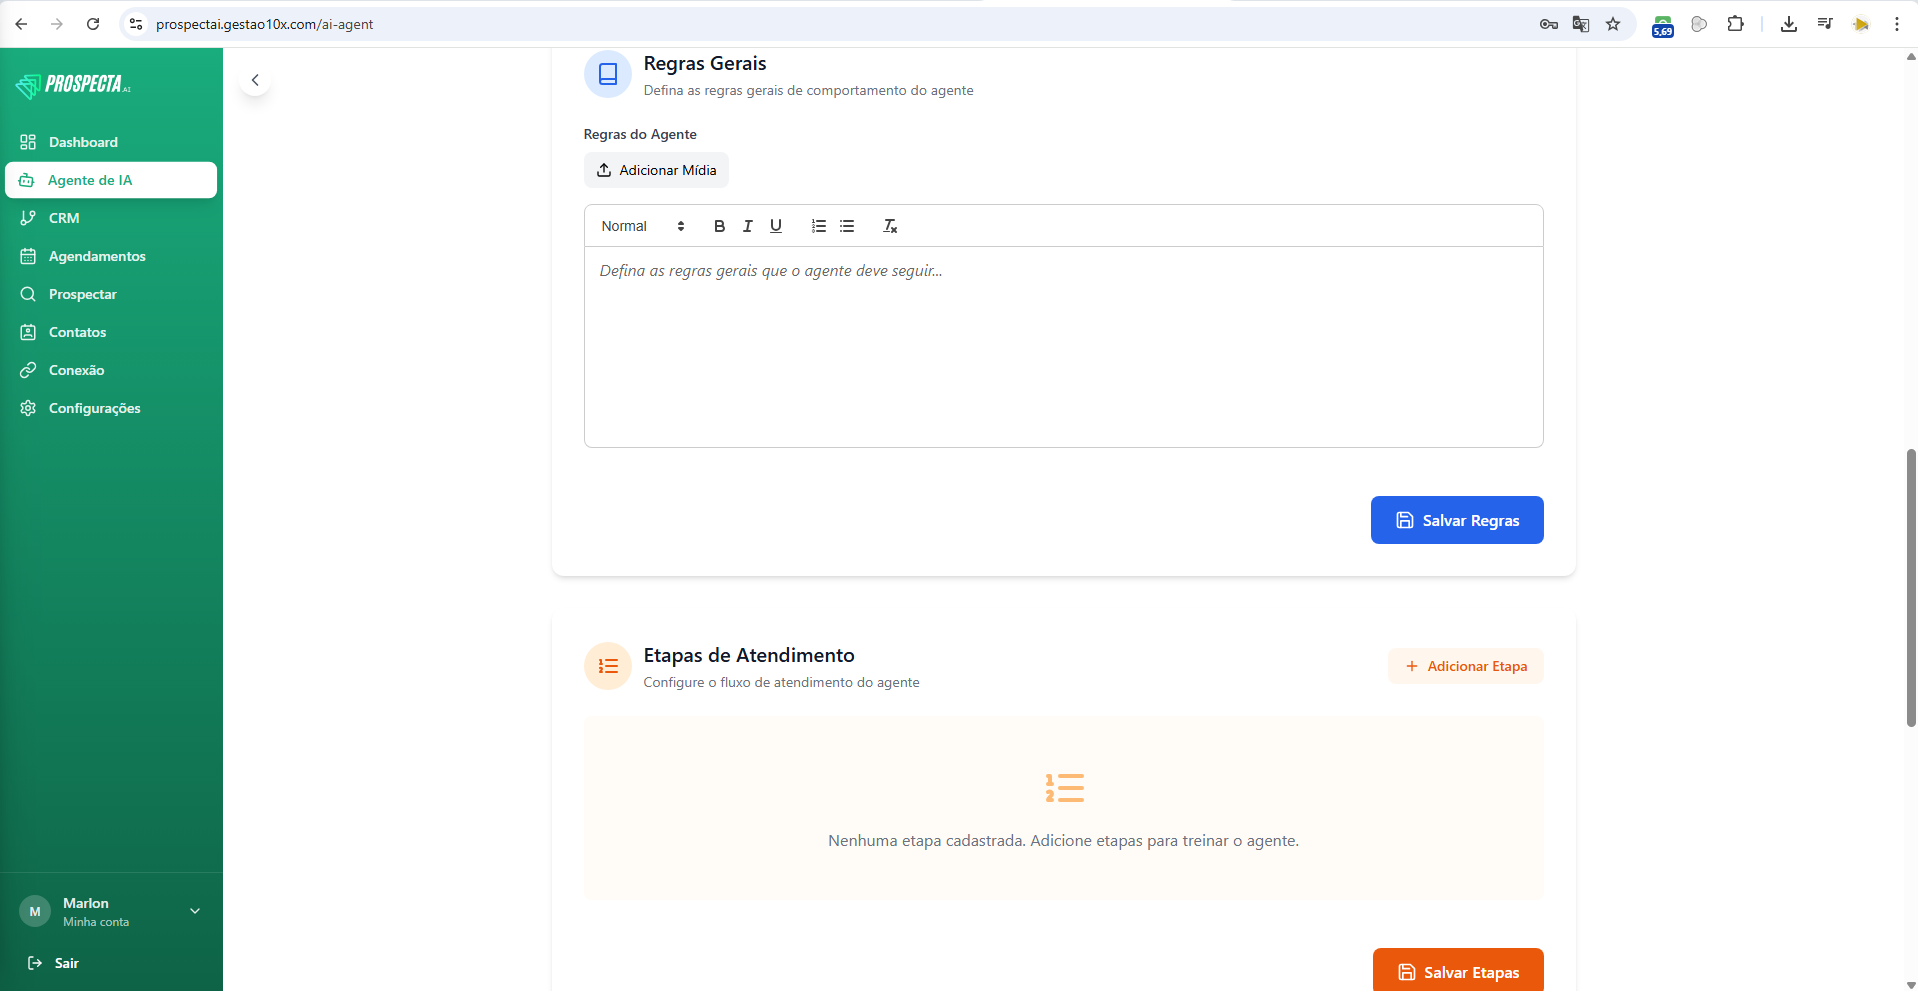 prospectai.gestao10x.com/ai-agent
5,69
PROSPECTA.AI
Dashboard
Agente de IA
CRM
Agendamentos
Prospectar
Contatos
Conexão
Configurações
M
Marlon
Minha conta
Sair
Regras Gerais
Defina as regras gerais de comportamento do agente
Regras do Agente
Adicionar Mídia
Normal
B I U
Defina as regras gerais que o agente deve seguir...
Salvar Regras
Etapas de Atendimento
Configure o fluxo de atendimento do agente
Adicionar Etapa
Nenhuma etapa cadastrada. Adicione etapas para treinar o agente.
Salvar Etapas